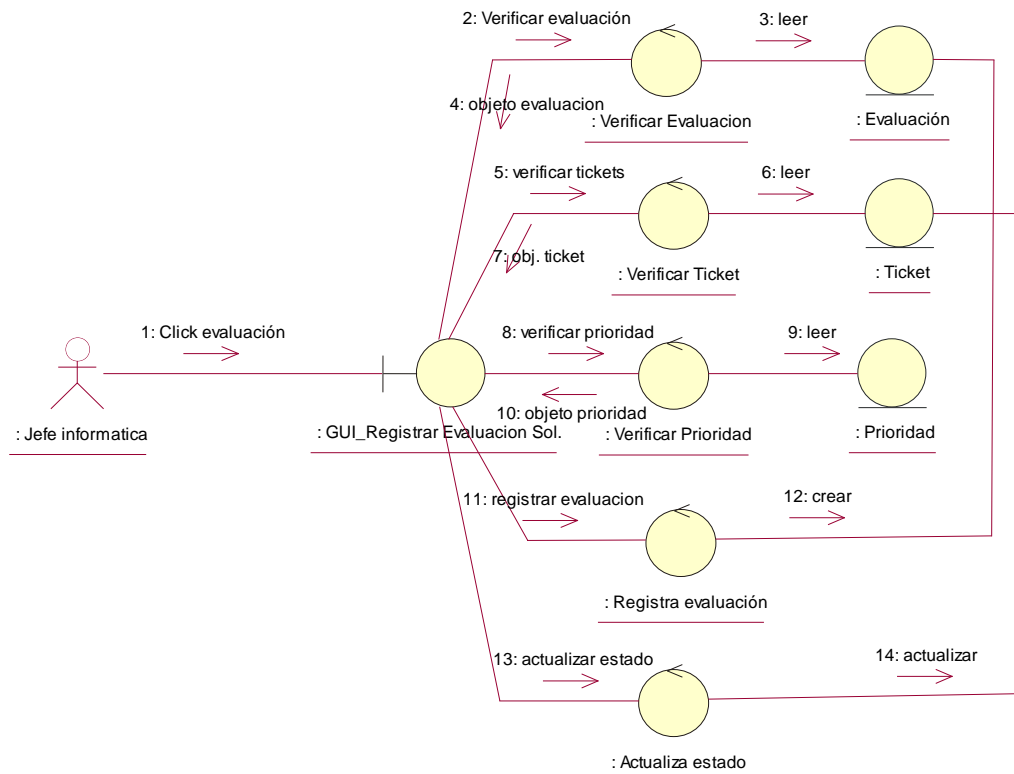 2: Verificar evaluación
3: leer
4: objeto evaluacion
: Verificar Evaluacion
: Evaluación
5: verificar tickets
6: leer
7: obj. ticket
: Verificar Ticket
: Ticket
1: Click evaluación
8: verificar prioridad
9: leer
10: objeto prioridad
: Jefe informatica
: GUI_Registrar Evaluacion Sol.
: Verificar Prioridad
: Prioridad
11: registrar evaluacion
12: crear
: Registra evaluación
13: actualizar estado
14: actualizar
: Actualiza estado